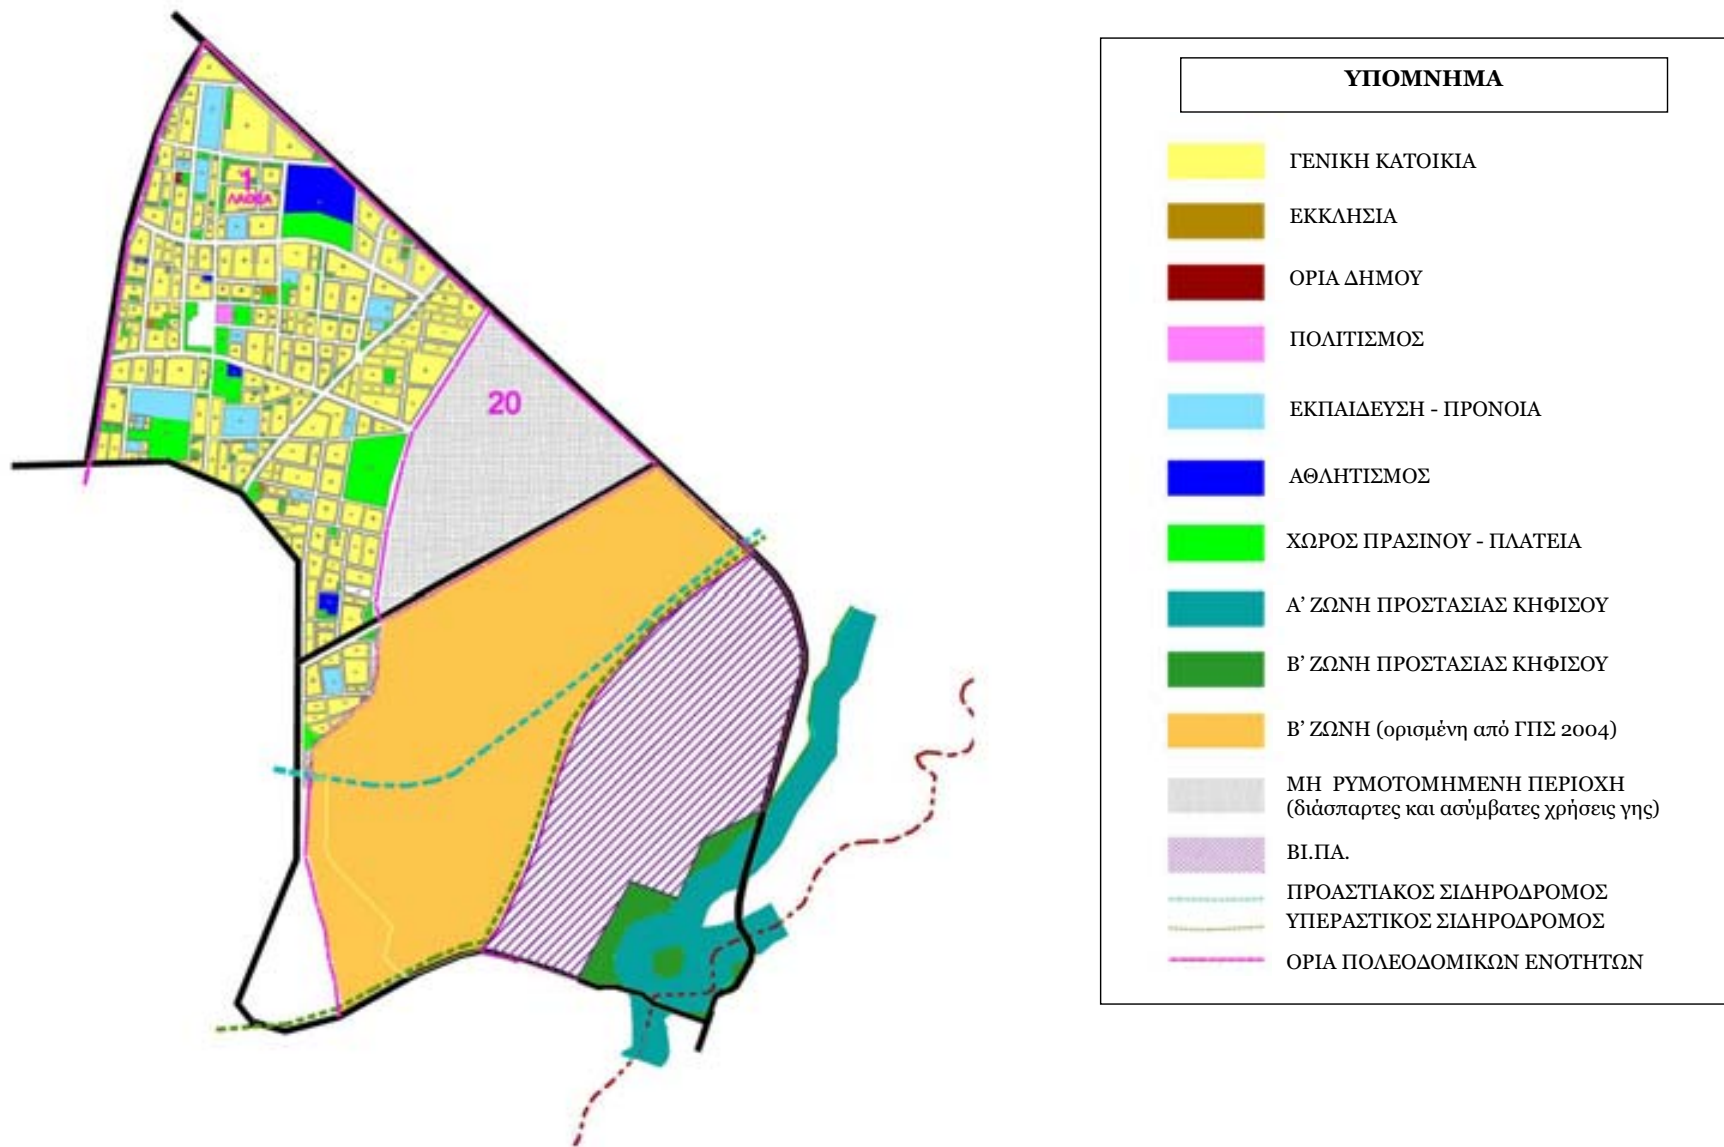 1
ΛΑΘΕΑ
20
ΥΠΟΜΝΗΜΑ
ΓΕΝΙΚΗ ΚΑΤΟΙΚΙΑ
ΕΚΚΛΗΣΙΑ
ΟΡΙΑ ΔΗΜΟΥ
ΠΟΛΙΤΙΣΜΟΣ
ΕΚΠΑΙΔΕΥΣΗ - ΠΡΟΝΟΙΑ
ΑΘΛΗΤΙΣΜΟΣ
ΧΩΡΟΣ ΠΡΑΣΙΝΟΥ - ΠΛΑΤΕΙΑ
Α' ΖΩΝΗ ΠΡΟΣΤΑΣΙΑΣ ΚΗΦΙΣΟΥ
Β' ΖΩΝΗ ΠΡΟΣΤΑΣΙΑΣ ΚΗΦΙΣΟΥ
Β' ΖΩΝΗ (ορισμένη από ΓΠΣ 2004)
ΜΗ ΡΥΜΟΤΟΜΗΜΕΝΗ ΠΕΡΙΟΧΗ
(διάσπαρτες και ασύμβατες χρήσεις γης)
ΒΙ.ΠΑ.
ΠΡΟΑΣΤΙΑΚΟΣ ΣΙΔΗΡΟΔΡΟΜΟΣ
ΥΠΕΡΑΣΤΙΚΟΣ ΣΙΔΗΡΟΔΡΟΜΟΣ
ΟΡΙΑ ΠΟΛΕΟΔΟΜΙΚΩΝ ΕΝΟΤΗΤΩΝ